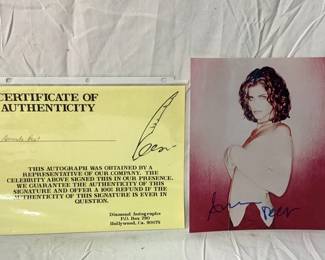 CERTIFICATE OF
AUTHENTICITY
THIS AUTOGRAPH WAS OBTAINED BY A
REPRESENTATIVE OF OUR COMPANY. THE
CELEBRITY ABOVE SIGNED THIS IN OUR PRESENCE.
WE GUARANTEE THE AUTHENTICITY OF THIS
SIGNATURE AND OFFER A 100% REFUND IF THE
AUTHENTICITY OF THIS SIGNATURE IS EVER IN
QUESTION.
Diamond Autographs
P.O. Box 290
Hollywood, Ca. 90078